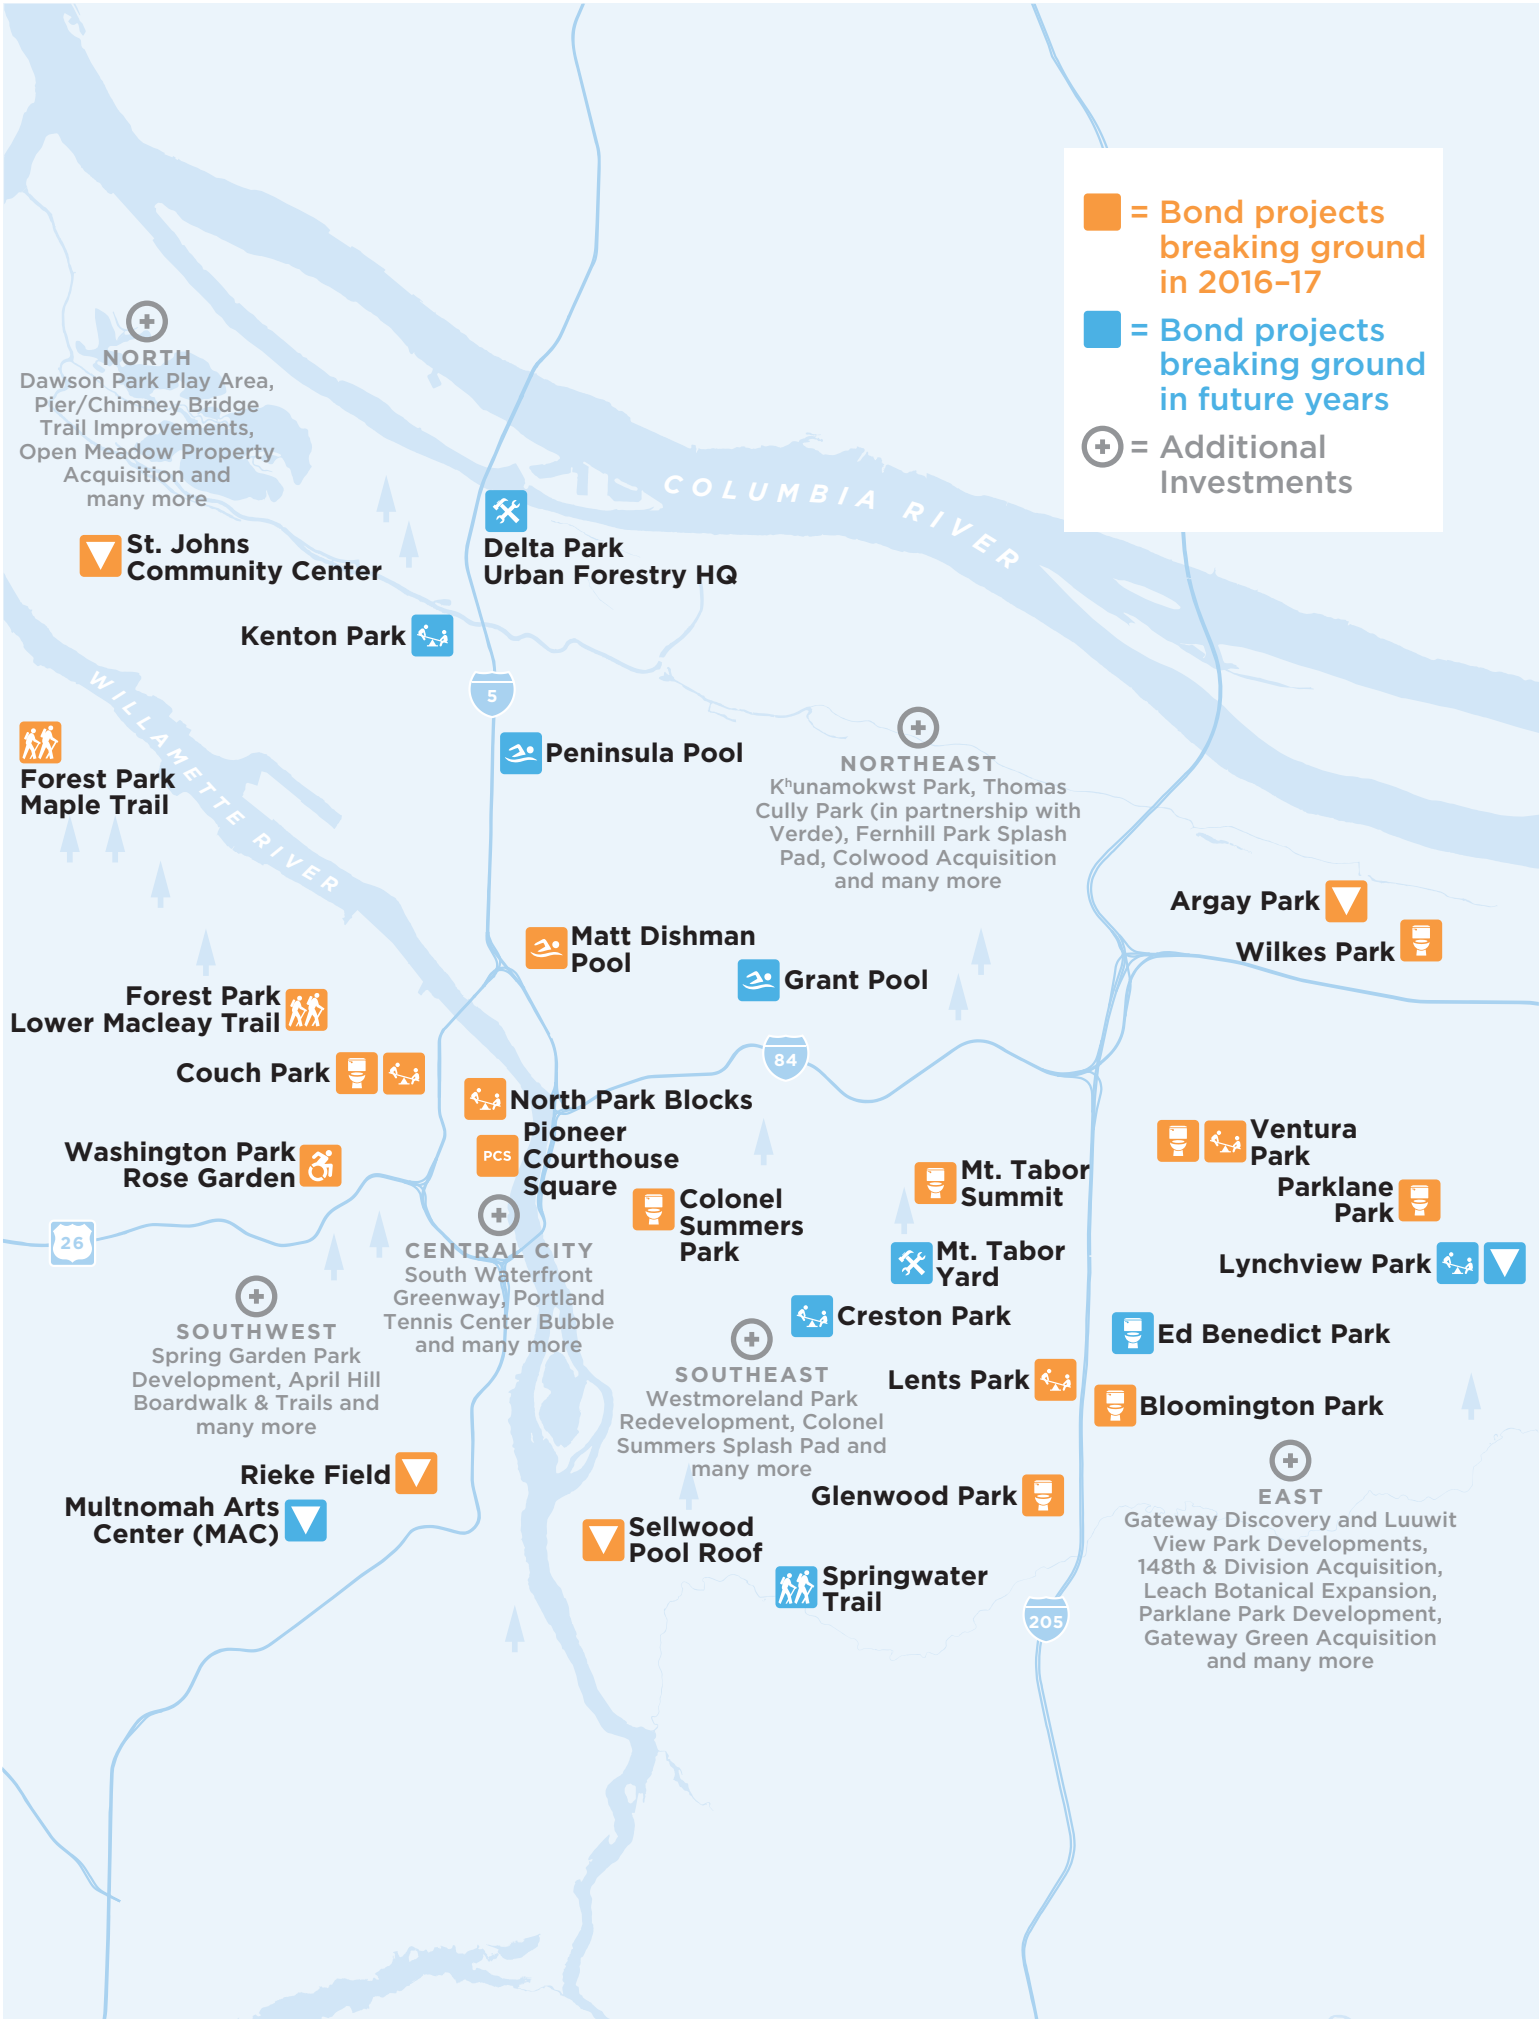 = Bond projects
breaking ground
in 2016–17
= Bond projects
breaking ground
in future years
= Additional
Investments
NORTH
Dawson Park Play Area,
Pier/Chimney Bridge
Trail Improvements,
Open Meadow Property
Acquisition and
many more
COLUMBIA RIVER
St. Johns
Community Center
Delta Park
Urban Forestry HQ
Kenton Park
5
WILLAMETTE RIVER
Forest Park
Maple Trail
Peninsula Pool
NORTHEAST
Kʰunamokwst Park, Thomas
Cully Park (in partnership with
Verde), Fernhill Park Splash
Pad, Colwood Acquisition
and many more
Argay Park
Wilkes Park
Matt Dishman
Pool
Grant Pool
Forest Park
Lower Macleay Trail
Couch Park
84
North Park Blocks
PCS
Pioneer
Courthouse
Square
Washington Park
Rose Garden
Ventura
Park
Mt. Tabor
Summit
Parklane
Park
Colonel
Summers
Park
26
CENTRAL CITY
South Waterfront
Greenway, Portland
Tennis Center Bubble
and many more
Mt. Tabor
Yard
Lynchview Park
Creston Park
Ed Benedict Park
SOUTHWEST
Spring Garden Park
Development, April Hill
Boardwalk & Trails and
many more
SOUTHEAST
Westmoreland Park
Redevelopment, Colonel
Summers Splash Pad and
many more
Lents Park
Bloomington Park
Rieke Field
Multnomah Arts
Center (MAC)
Glenwood Park
EAST
Gateway Discovery and Luuwit
View Park Developments,
148th & Division Acquisition,
Leach Botanical Expansion,
Parklane Park Development,
Gateway Green Acquisition
and many more
Sellwood
Pool Roof
Springwater
Trail
205